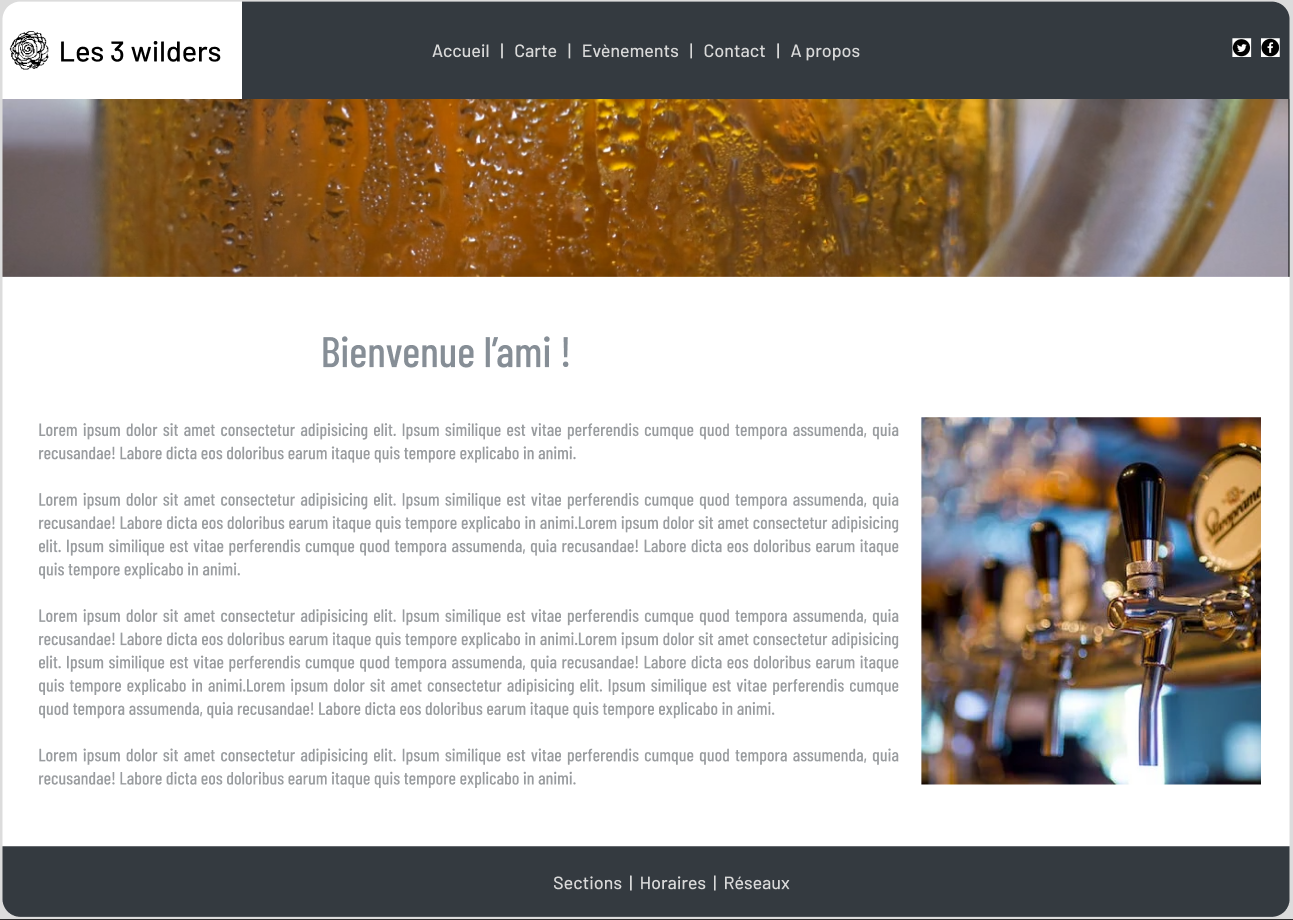 Les 3 wilders
Accueil | Carte | Evènements | Contact | A propos
Bienvenue l’ami !
Lorem ipsum dolor sit amet consectetur adipisicing elit. Ipsum similique est vitae perferendis cumque quod tempora assumenda, quia
recusandae! Labore dicta eos doloribus earum itaque quis tempore explicabo in animi.
Lorem ipsum dolor sit amet consectetur adipisicing elit. Ipsum similique est vitae perferendis cumque quod tempora assumenda, quia
recusandae! Labore dicta eos doloribus earum itaque quis tempore explicabo in animi.Lorem ipsum dolor sit amet consectetur adipisicing
elit. Ipsum similique est vitae perferendis cumque quod tempora assumenda, quia recusandae! Labore dicta eos doloribus earum itaque
quis tempore explicabo in animi.
Lorem ipsum dolor sit amet consectetur adipisicing elit. Ipsum similique est vitae perferendis cumque quod tempora assumenda, quia
recusandae! Labore dicta eos doloribus earum itaque quis tempore explicabo in animi.Lorem ipsum dolor sit amet consectetur adipisicing
elit. Ipsum similique est vitae perferendis cumque quod tempora assumenda, quia recusandae! Labore dicta eos doloribus earum itaque
quis tempore explicabo in animi.Lorem ipsum dolor sit amet consectetur adipisicing elit. Ipsum similique est vitae perferendis cumque
quod tempora assumenda, quia recusandae! Labore dicta eos doloribus earum itaque quis tempore explicabo in animi.
Lorem ipsum dolor sit amet consectetur adipisicing elit. Ipsum similique est vitae perferendis cumque quod tempora assumenda, quia
recusandae! Labore dicta eos doloribus earum itaque quis tempore explicabo in animi.
Sections | Horaires | Réseaux